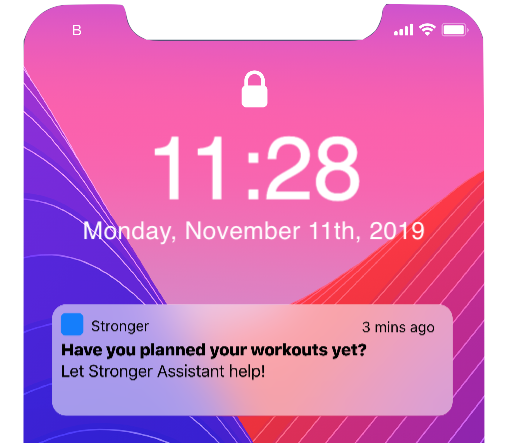 B
11:28
Monday, November 11th, 2019
Stronger 3 mins ago
Have you planned your workouts yet?
Let Stronger Assistant help!